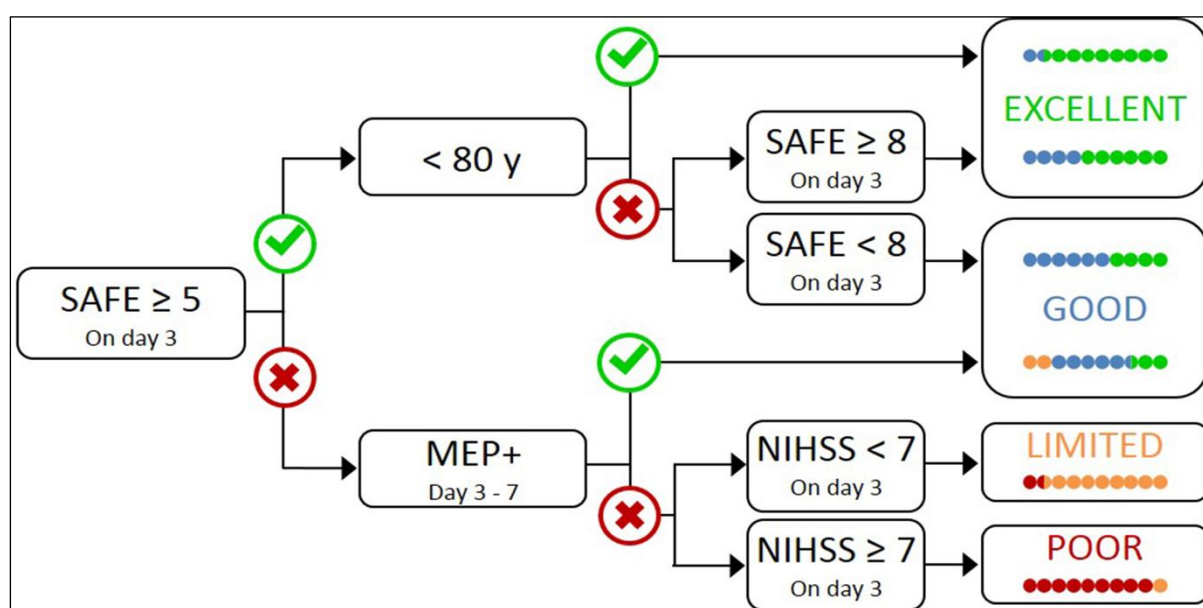 SAFE ≥ 5
On day 3
< 80 y
MEP+
Day 3 - 7
SAFE ≥ 8
On day 3
SAFE < 8
On day 3
NIHSS < 7
On day 3
NIHSS ≥ 7
On day 3
EXCELLENT
GOOD
LIMITED
POOR